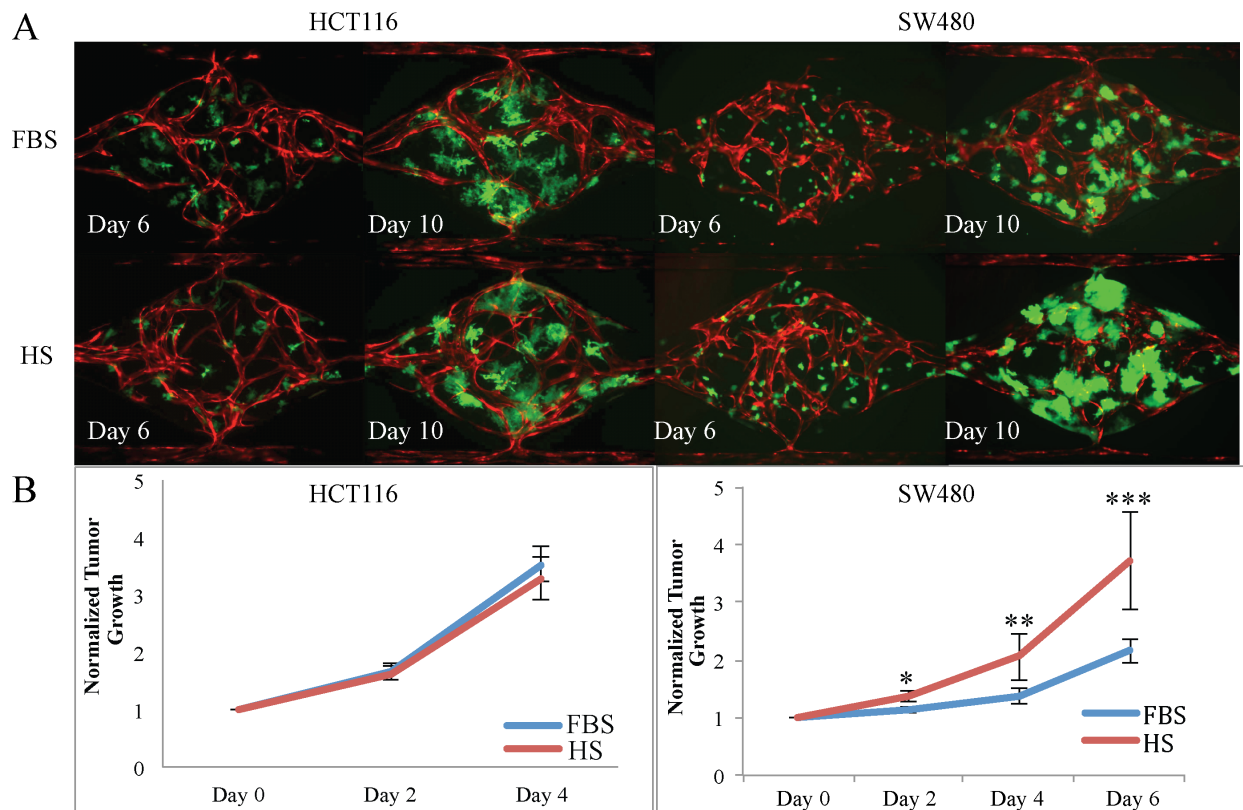 A
HCT116
SW480
FBS
Day 6
Day 10
Day 6
Day 10
HS
Day 6
Day 10
Day 6
Day 10
B
HCT116
Normalized Tumor
Growth
5
4
3
2
1
0
Day 0
Day 2
Day 4
FBS
HS
SW480
Normalized Tumor
Growth
5
4
3
2
1
0
*
**
***
Day 0
Day 2
Day 4
Day 6
FBS
HS